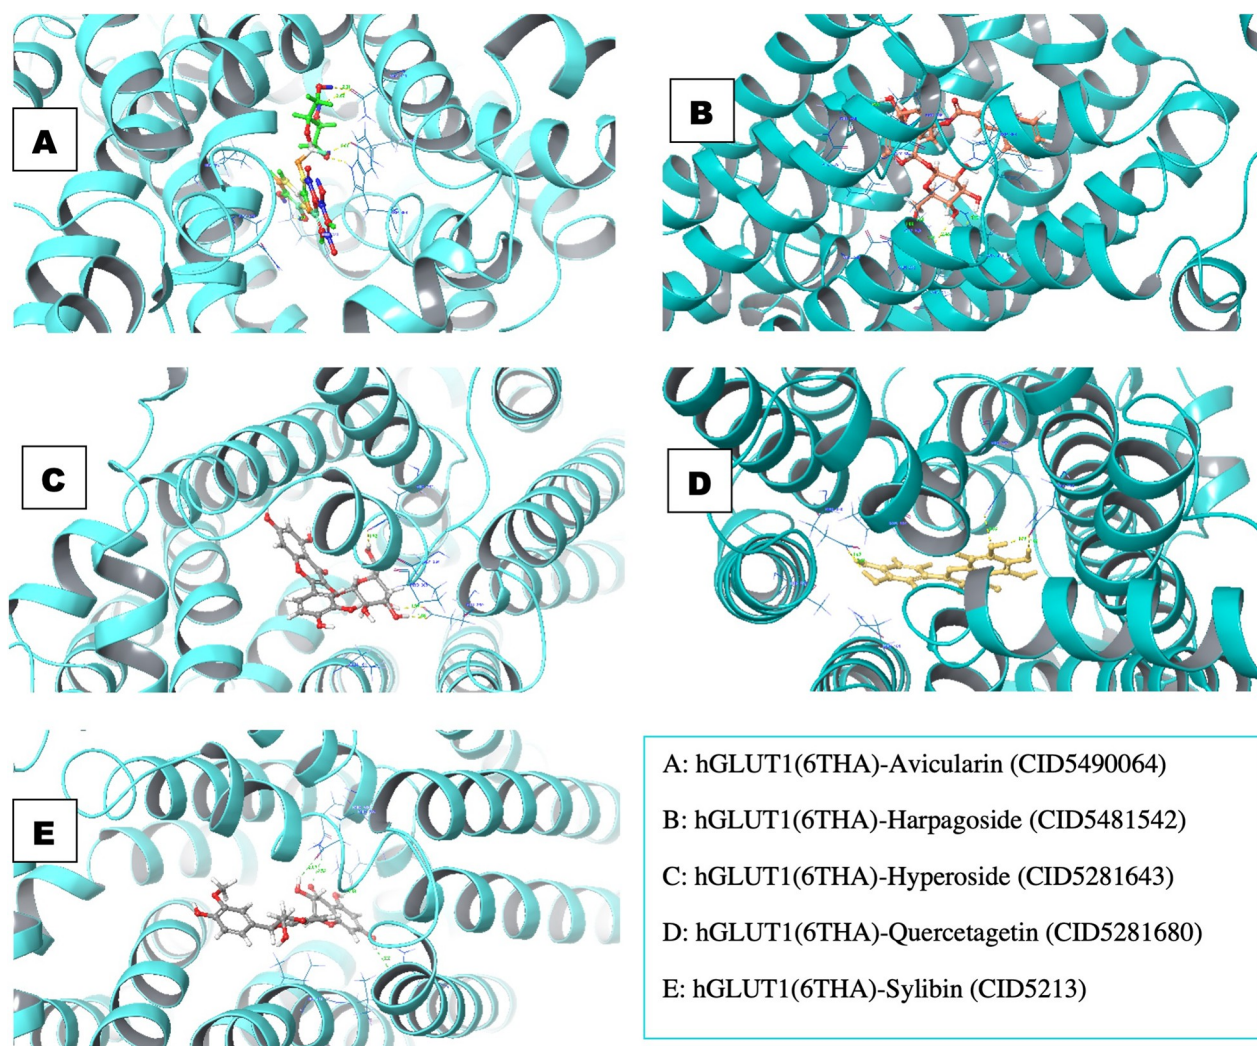 A
B
C
D
E
A: hGLUT1(6THA)-Avicularin (CID5490064)
B: hGLUT1(6THA)-Harpagoside (CID5481542)
C: hGLUT1(6THA)-Hyperoside (CID5281643)
D: hGLUT1(6THA)-Quercetagetin (CID5281680)
E: hGLUT1(6THA)-Sylibin (CID5213)